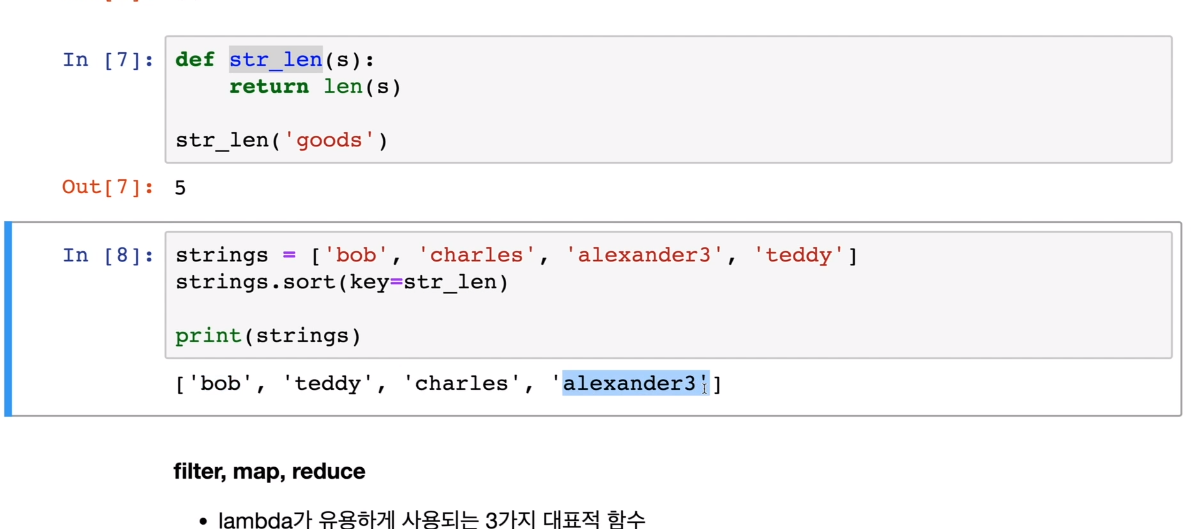 In [7]: def str_len(s):
    return len(s)
str_len('goods')
Out[7]: 5
In [8]: strings = ['bob', 'charles', 'alexander3', 'teddy']
strings.sort(key=str_len)
print(strings)
['bob', 'teddy', 'charles', 'alexander3']
filter, map, reduce
• lambda가 유용하게 사용되는 3가지 대표적 함수